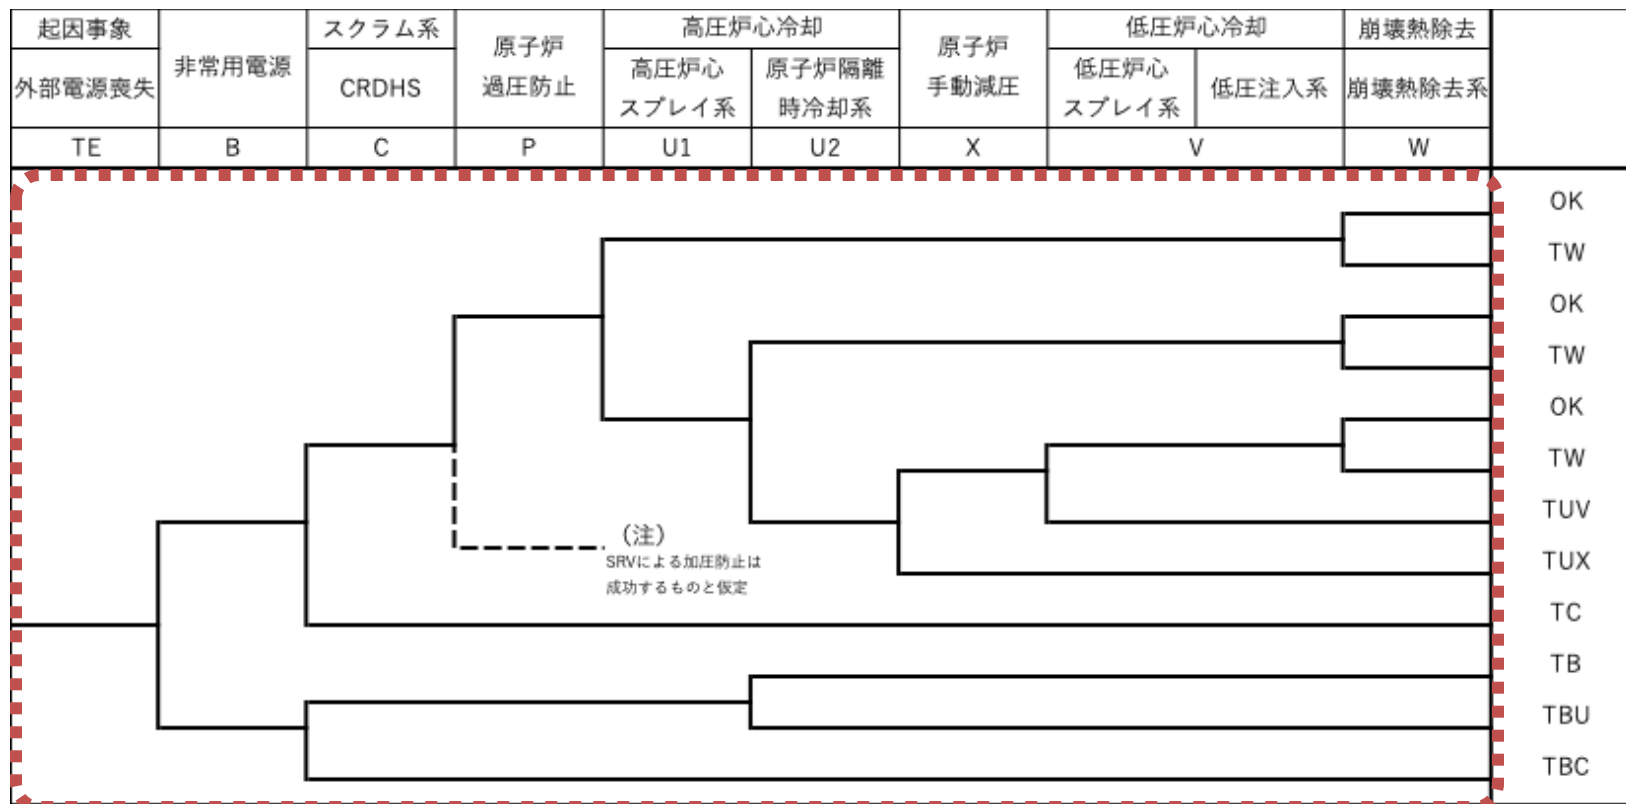 起因事象
外部電源喪失
TE
非常用電源
B
スクラム系
CRDHS
C
原子炉
過圧防止
P
高圧炉心冷却
高圧炉心
スプレイ系
U1
原子炉隔離
時冷却系
U2
原子炉
手動減圧
X
低圧炉心冷却
低圧炉心
スプレイ系
低圧注入系
V
崩壊熱除去
崩壊熱除去系
W
OK
TW
OK
TW
OK
TW
TUV
TUX
TC
TB
TBU
TBC
（注）
SRVによる加圧防止は
成功するものと仮定